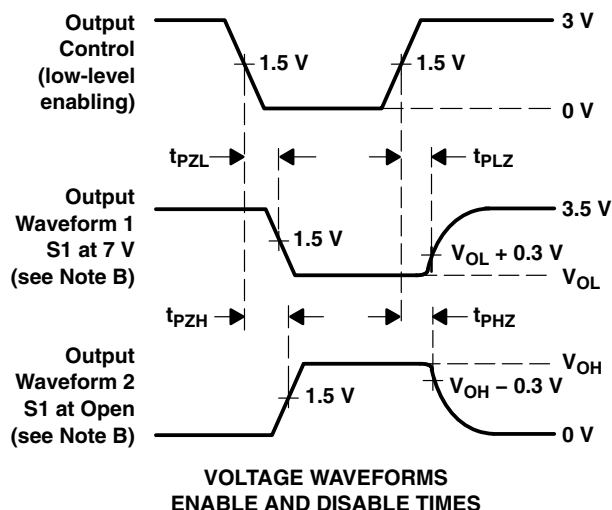 Output
Control
(low-level
enabling)
1.5 V
1.5 V
3 V
0 V
tPZL
tPLZ
Output
Waveform 1
S1 at 7 V
(see Note B)
1.5 V
3.5 V
VOL + 0.3 V
VOL
tPZH
tPHZ
Output
Waveform 2
S1 at Open
(see Note B)
1.5 V
VOH
VOH − 0.3 V
0 V
VOLTAGE WAVEFORMS
ENABLE AND DISABLE TIMES